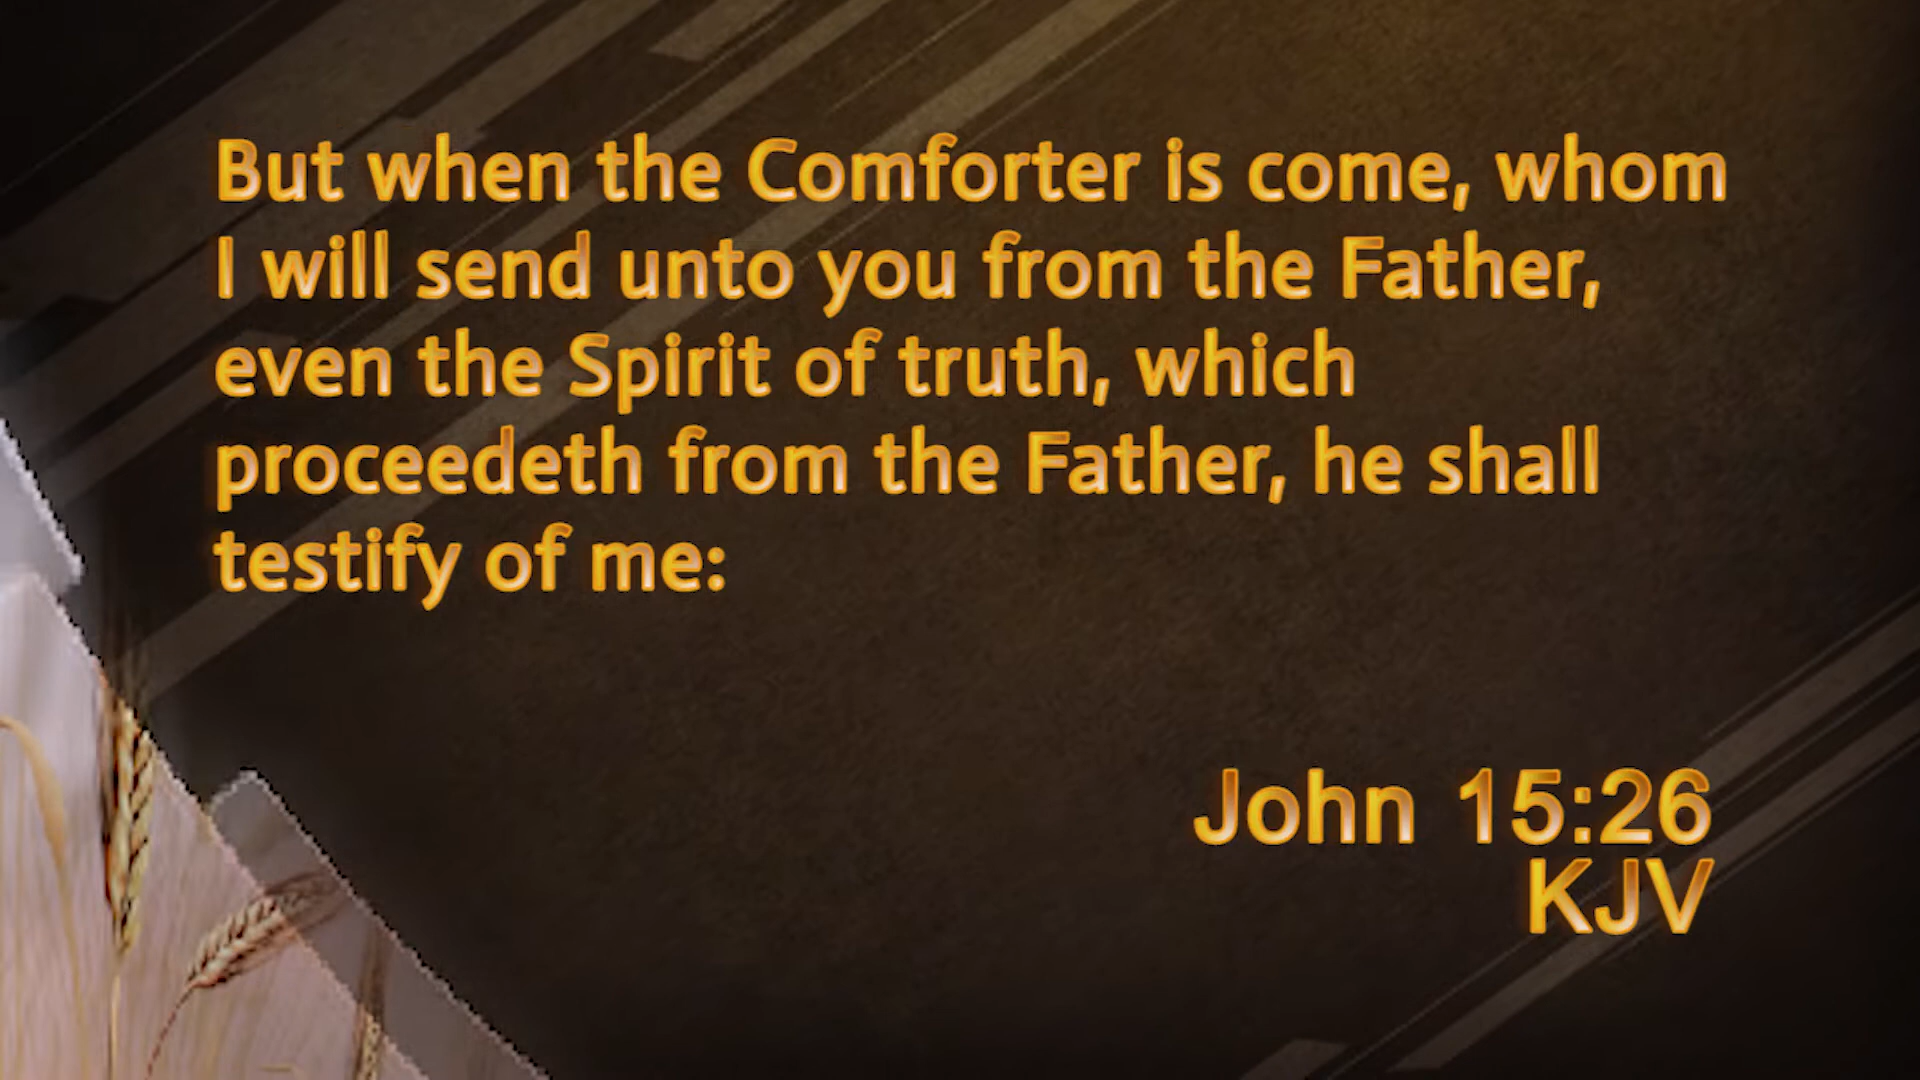 But when the Comforter is come, whom
I will send unto you from the Father,
even the Spirit of truth, which
proceedeth from the Father, he shall
testify of me:
John 15:26
KJV